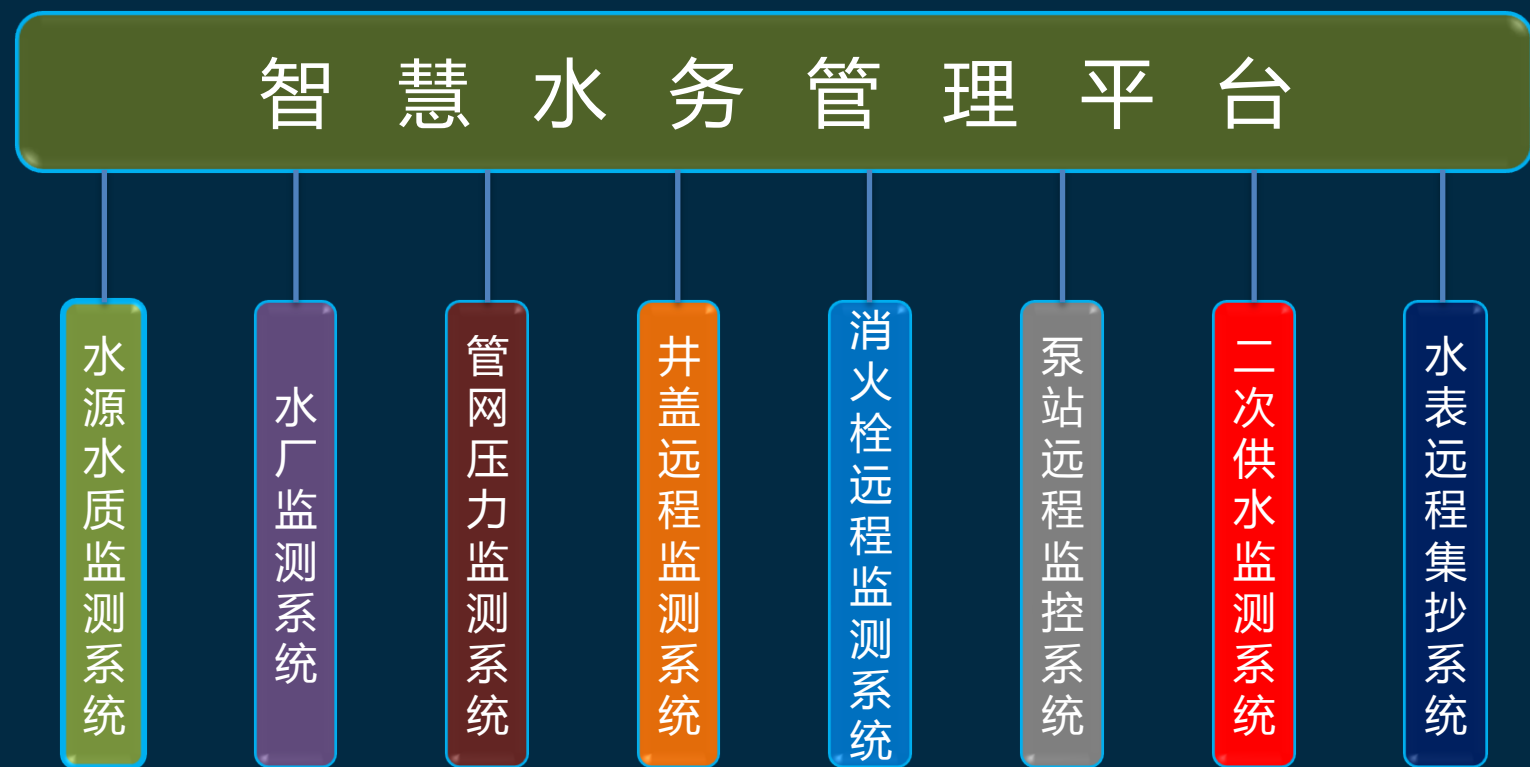 智慧水务管理平台
水源水质监测系统
水厂监测系统
管网压力监测系统
井盖远程监测系统
消火栓远程监测系统
泵站远程监控系统
二次供水监测系统
水表远程集抄系统